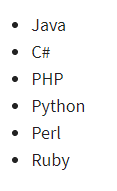 • Java
• C#
• PHP
• Python
• Perl
• Ruby